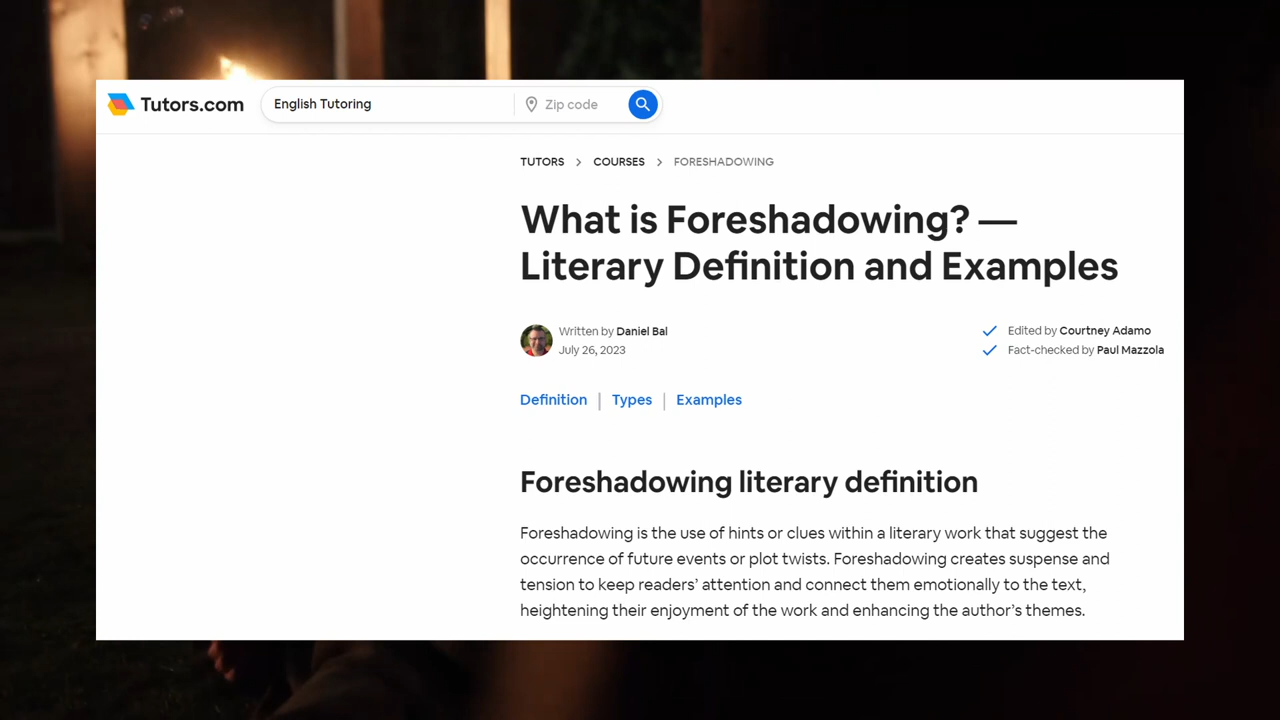 Tutors.com
English Tutoring
Zip code
TUTORS > COURSES > FORESHADOWING
What is Foreshadowing? —
Literary Definition and Examples
Written by Daniel Bal
July 26, 2023
Edited by Courtney Adamo
Fact-checked by Paul Mazzola
Definition | Types | Examples
Foreshadowing literary definition
Foreshadowing is the use of hints or clues within a literary work that suggest the
occurrence of future events or plot twists. Foreshadowing creates suspense and
tension to keep readers’ attention and connect them emotionally to the text,
heightening their enjoyment of the work and enhancing the author’s themes.